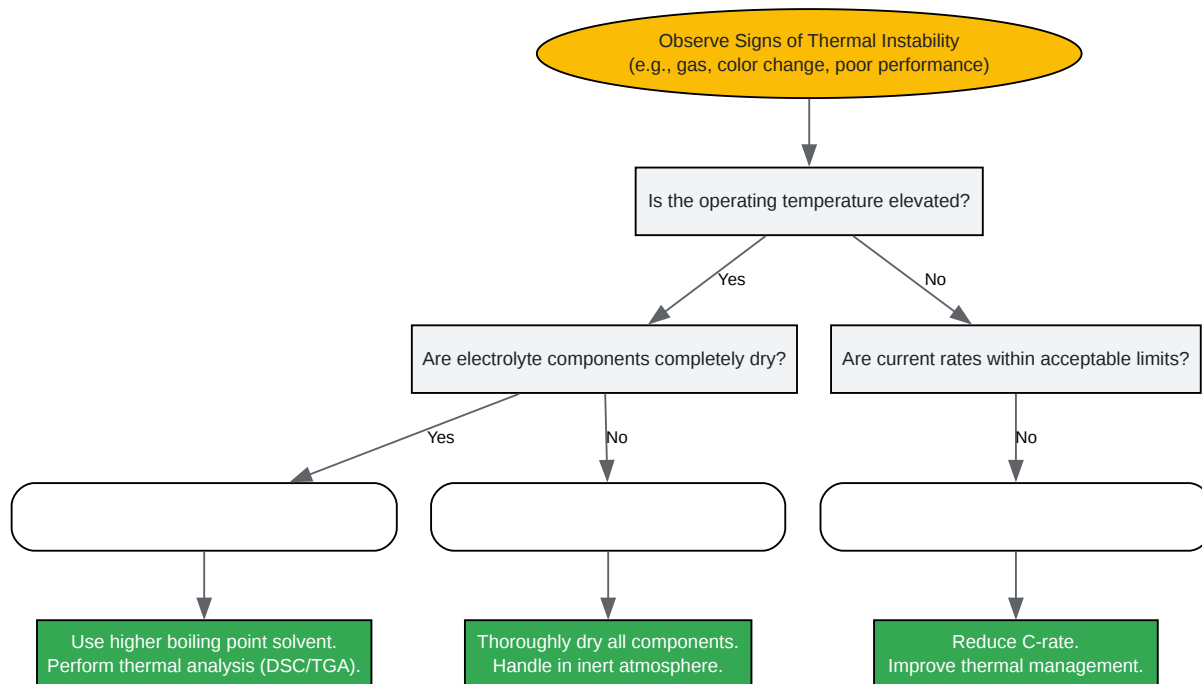 Observe Signs of Thermal Instability
(e.g., gas, color change, poor performance)
Is the operating temperature elevated?
Yes
No
Are electrolyte components completely dry?
Are current rates within acceptable limits?
Yes
No
No
Use higher boiling point solvent.
Perform thermal analysis (DSC/TGA).
Thoroughly dry all components.
Handle in inert atmosphere.
Reduce C-rate.
Improve thermal management.